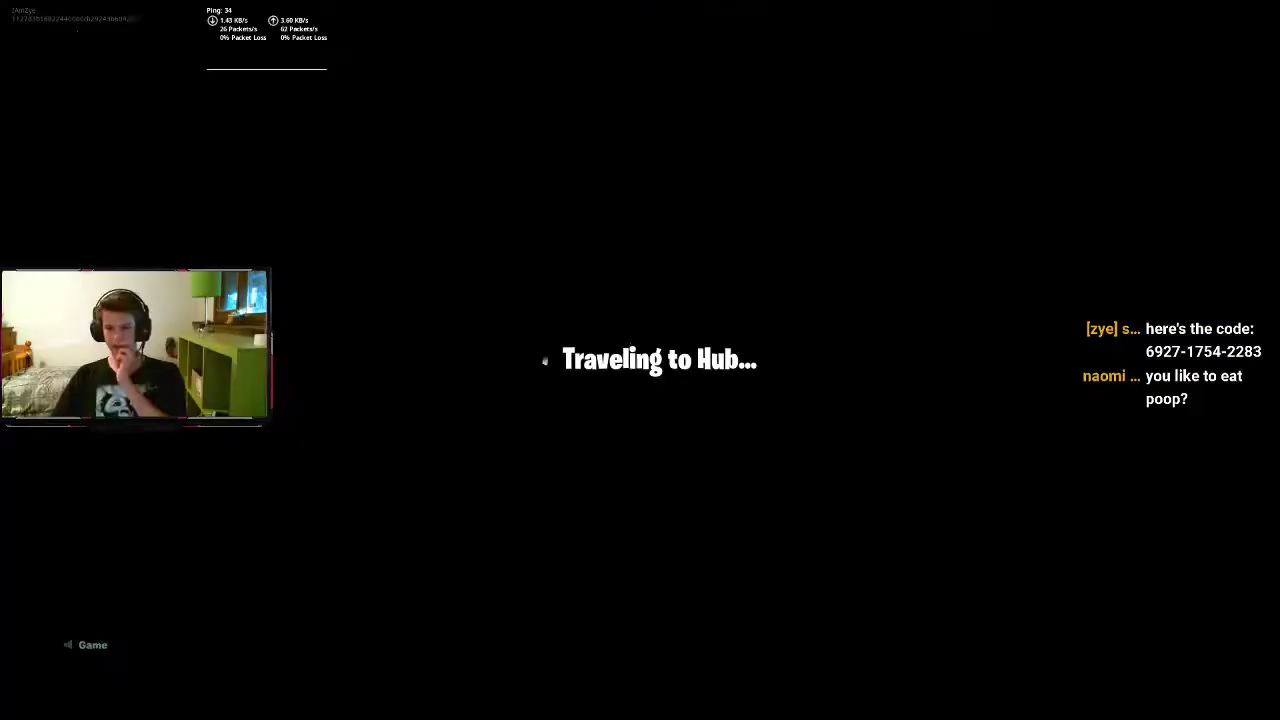 IAmZye
Ping: 34
1.43 KB/s 3.60 KB/s
26 Packets/s 62 Packets/s
0% Packet Loss 0% Packet Loss
Traveling to Hub...
[zye] s... here's the code:
6927-1754-2283
naomi ... you like to eat
poop?
Game